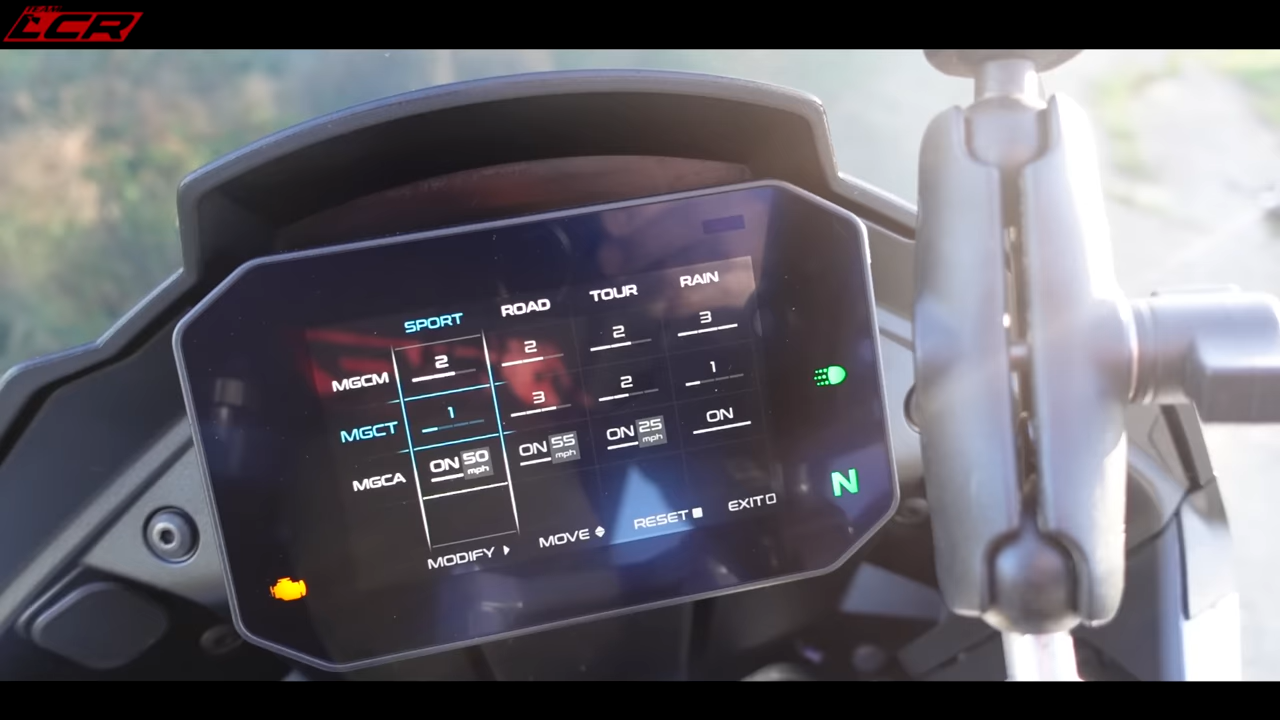 LCR
SPORT ROAD TOUR RAIN
MGCM 2 2 2 3
MGCT 1 3 2 1
MGCA ON 50 mph ON 55 mph ON 25 mph ON
MODIFY MOVE RESET EXIT
N